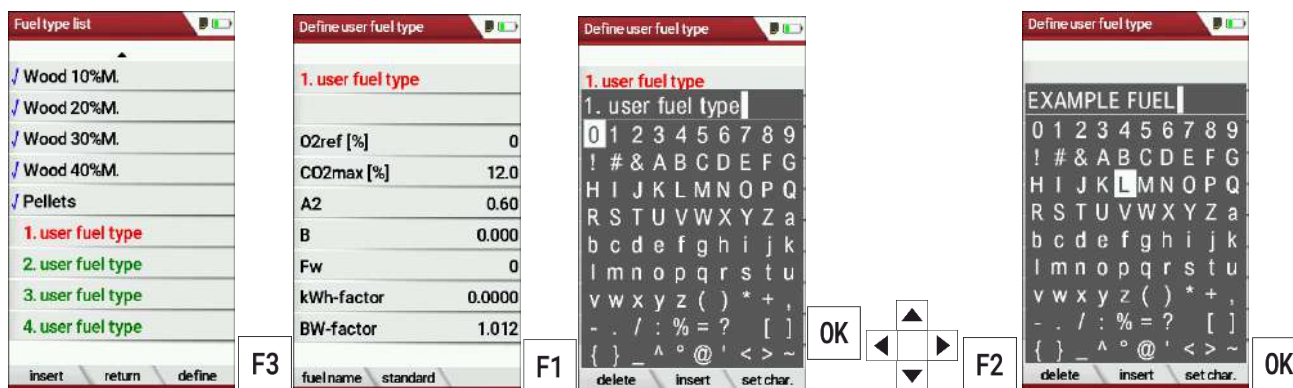 Fuel type list
√ Wood 10%M.
√ Wood 20%M.
√ Wood 30%M.
√ Wood 40%M.
√ Pellets
1. user fuel type
2. user fuel type
3. user fuel type
4. user fuel type
insert return define
F3
Define user fuel type
1. user fuel type
O2ref [%] 0
CO2max [%] 12.0
A2 0.60
B 0.000
Fw 0
kWh-factor 0.0000
BW-factor 1.012
fuel name standard
F1
Define user fuel type
1. user fuel type
1. user fuel type
0 1 2 3 4 5 6 7 8 9
! # & A B C D E F G
H I J K L M N O P Q
R S T U V W X Y Z a
b c d e f g h i j k
l m n o p q r s t u
v w x y z ( ) * + ,
- . / : % = ? [ ]
{ } _ ^ ° @ ' < > ~
delete insert set char.
OK
F2
Define user fuel type
EXAMPLE FUEL
0 1 2 3 4 5 6 7 8 9
! # & A B C D E F G
H I J K L M N O P Q
R S T U V W X Y Z a
b c d e f g h i j k
l m n o p q r s t u
v w x y z ( ) * + ,
- . / : % = ? [ ]
{ } _ ^ ° @ ' < > ~
delete insert set char.
OK